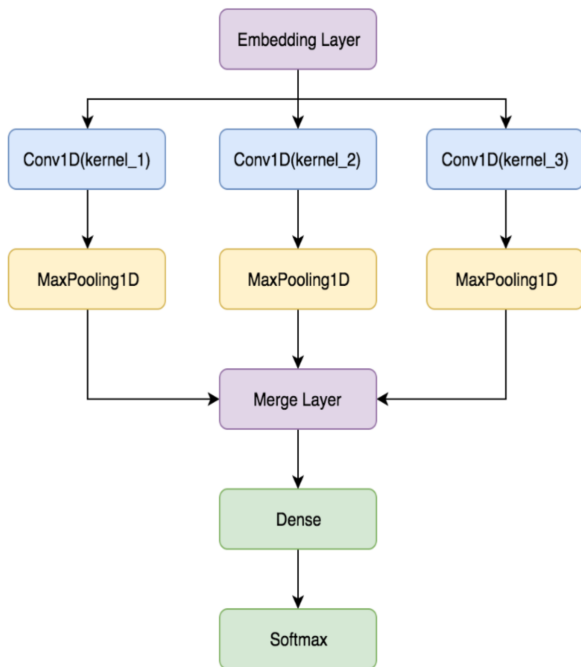 Embedding Layer
Conv1D(kernel_1)
Conv1D(kernel_2)
Conv1D(kernel_3)
MaxPooling1D
MaxPooling1D
MaxPooling1D
Merge Layer
Dense
Softmax